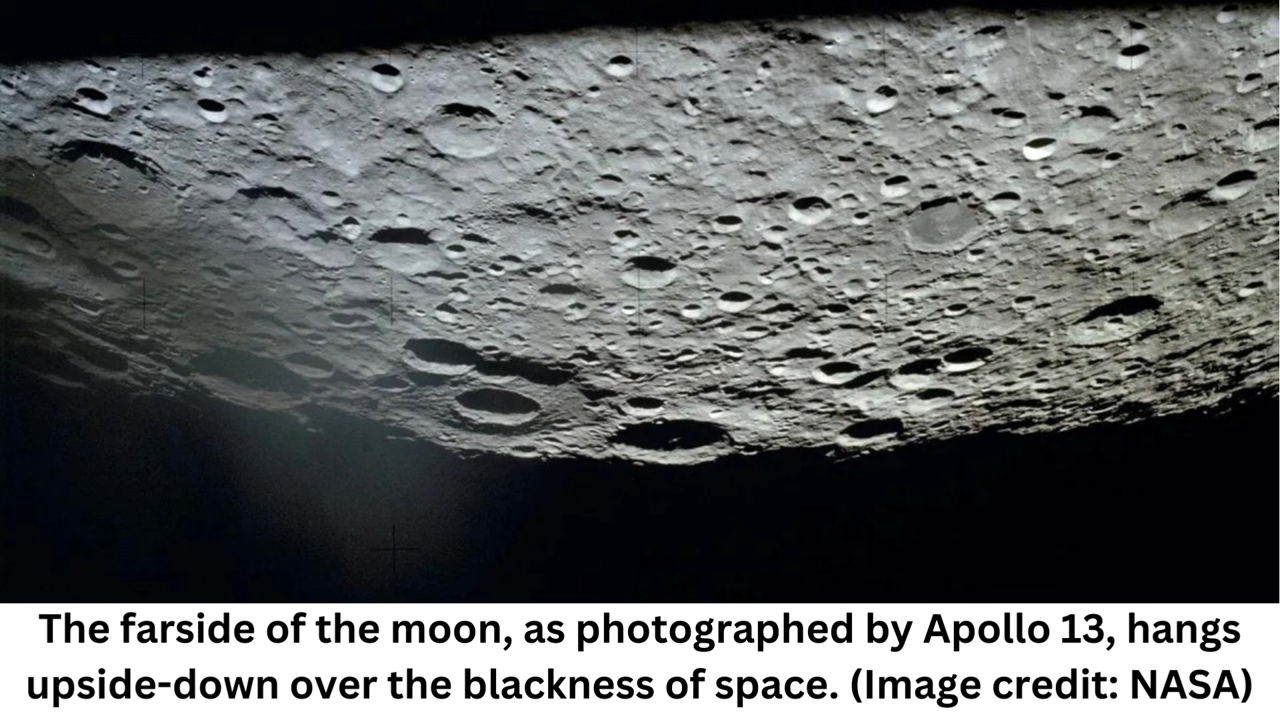 The farside of the moon, as photographed by Apollo 13, hangs
upside-down over the blackness of space. (Image credit: NASA)